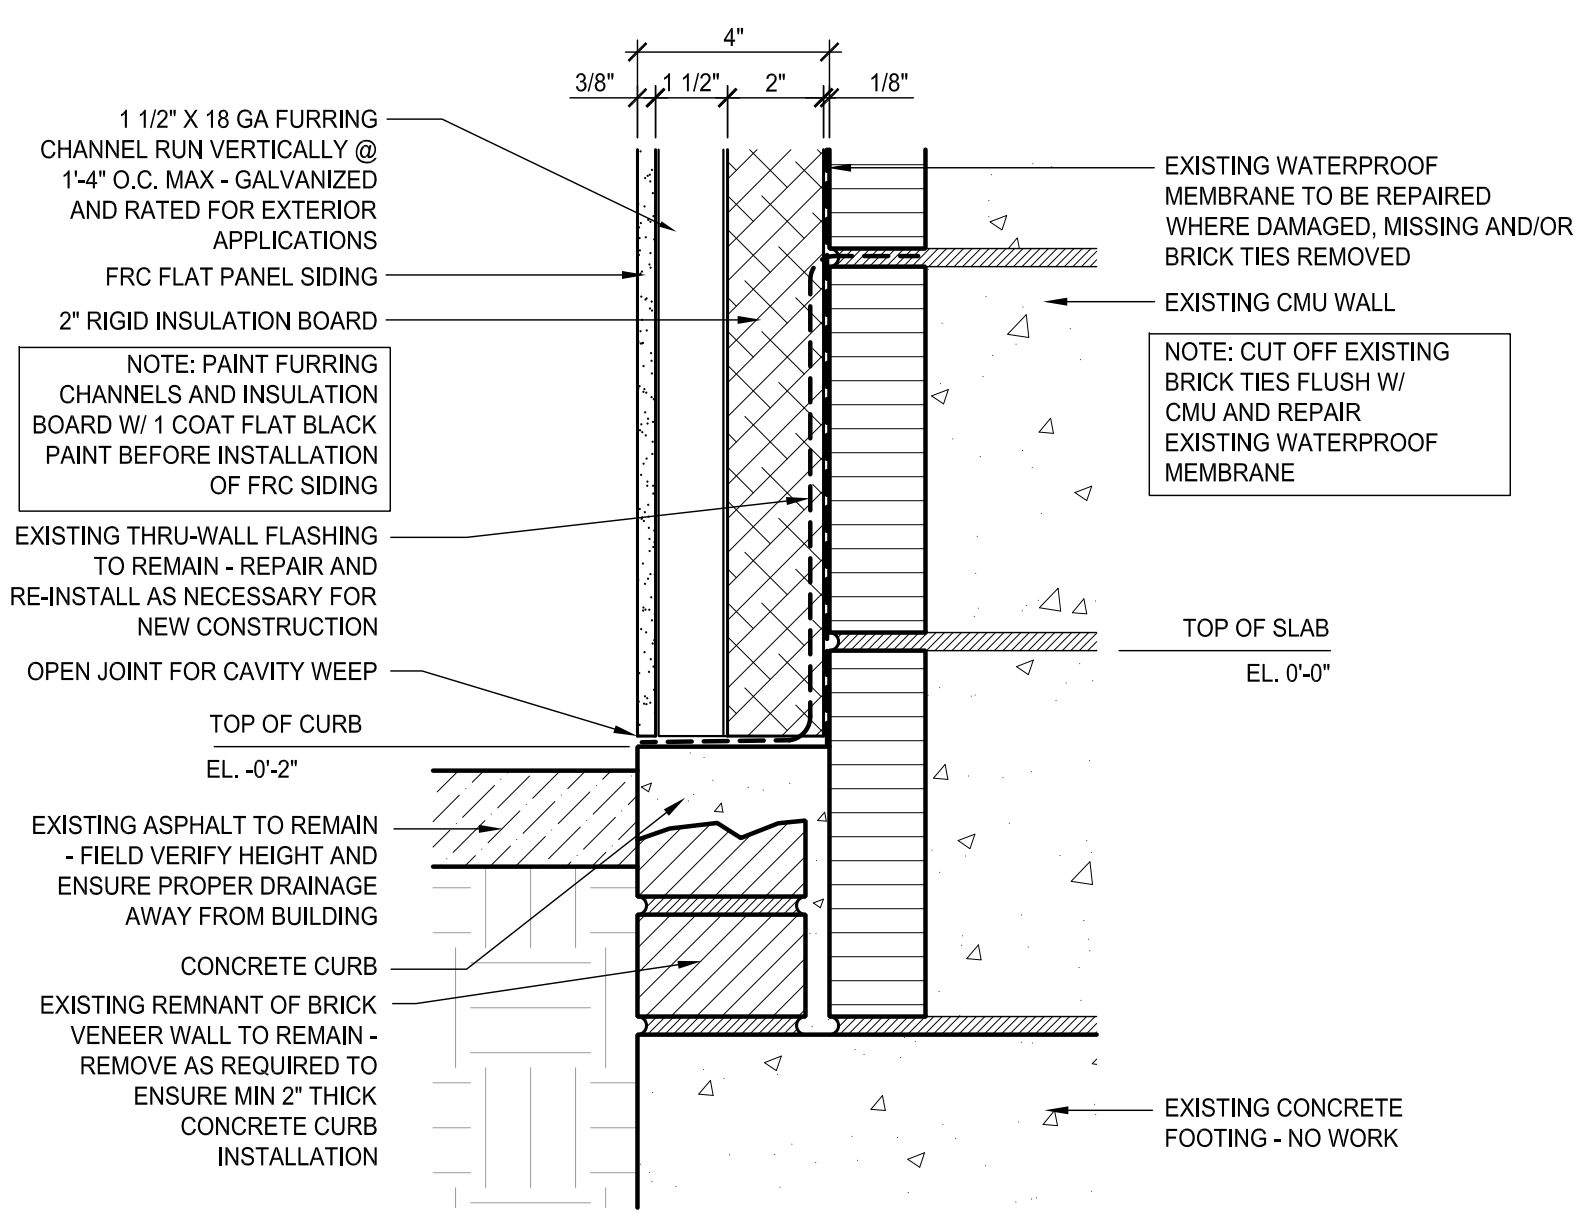 4"
3/8"
1 1/2"
2"
1/8"
1 1/2" X 18 GA FURRING
CHANNEL RUN VERTICALLY @
1'-4" O.C. MAX - GALVANIZED
AND RATED FOR EXTERIOR
APPLICATIONS
FRC FLAT PANEL SIDING
2" RIGID INSULATION BOARD
NOTE: PAINT FURRING
CHANNELS AND INSULATION
BOARD W/ 1 COAT FLAT BLACK
PAINT BEFORE INSTALLATION
OF FRC SIDING
EXISTING THRU-WALL FLASHING
TO REMAIN - REPAIR AND
RE-INSTALL AS NECESSARY FOR
NEW CONSTRUCTION
OPEN JOINT FOR CAVITY WEEP
TOP OF CURB
EL. -0'-2"
EXISTING ASPHALT TO REMAIN
- FIELD VERIFY HEIGHT AND
ENSURE PROPER DRAINAGE
AWAY FROM BUILDING
CONCRETE CURB
EXISTING REMNANT OF BRICK
VENEER WALL TO REMAIN -
REMOVE AS REQUIRED TO
ENSURE MIN 2" THICK
CONCRETE CURB
INSTALLATION
EXISTING WATERPROOF
MEMBRANE TO BE REPAIRED
WHERE DAMAGED, MISSING AND/OR
BRICK TIES REMOVED
EXISTING CMU WALL
NOTE: CUT OFF EXISTING
BRICK TIES FLUSH W/
CMU AND REPAIR
EXISTING WATERPROOF
MEMBRANE
TOP OF SLAB
EL. 0'-0"
EXISTING CONCRETE
FOOTING - NO WORK